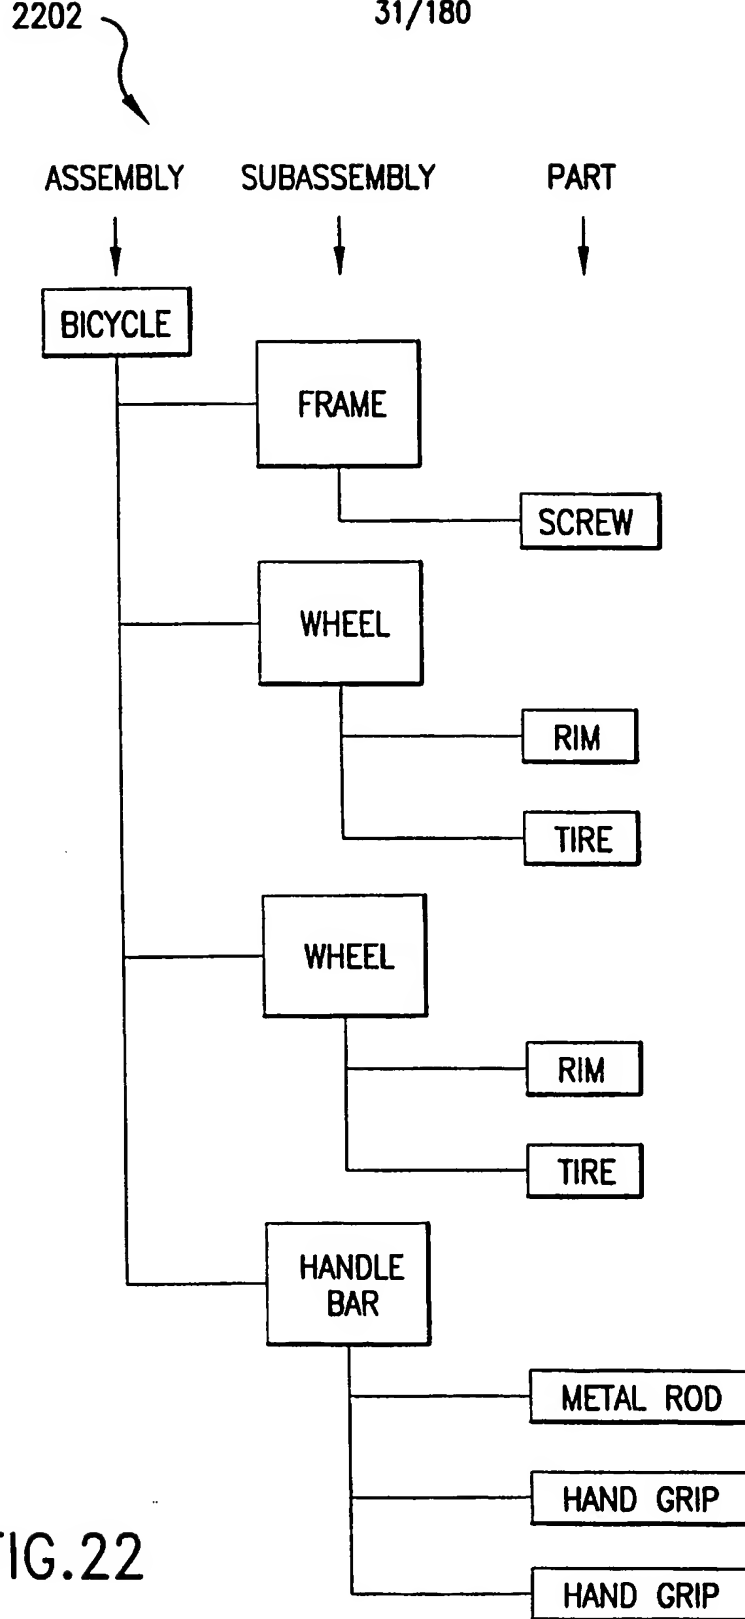 2202
31/180
ASSEMBLY SUBASSEMBLY PART
BICYCLE
FRAME
SCREW
WHEEL
RIM
TIRE
WHEEL
RIM
TIRE
HANDLE
BAR
METAL ROD
HAND GRIP
HAND GRIP
FIG.22